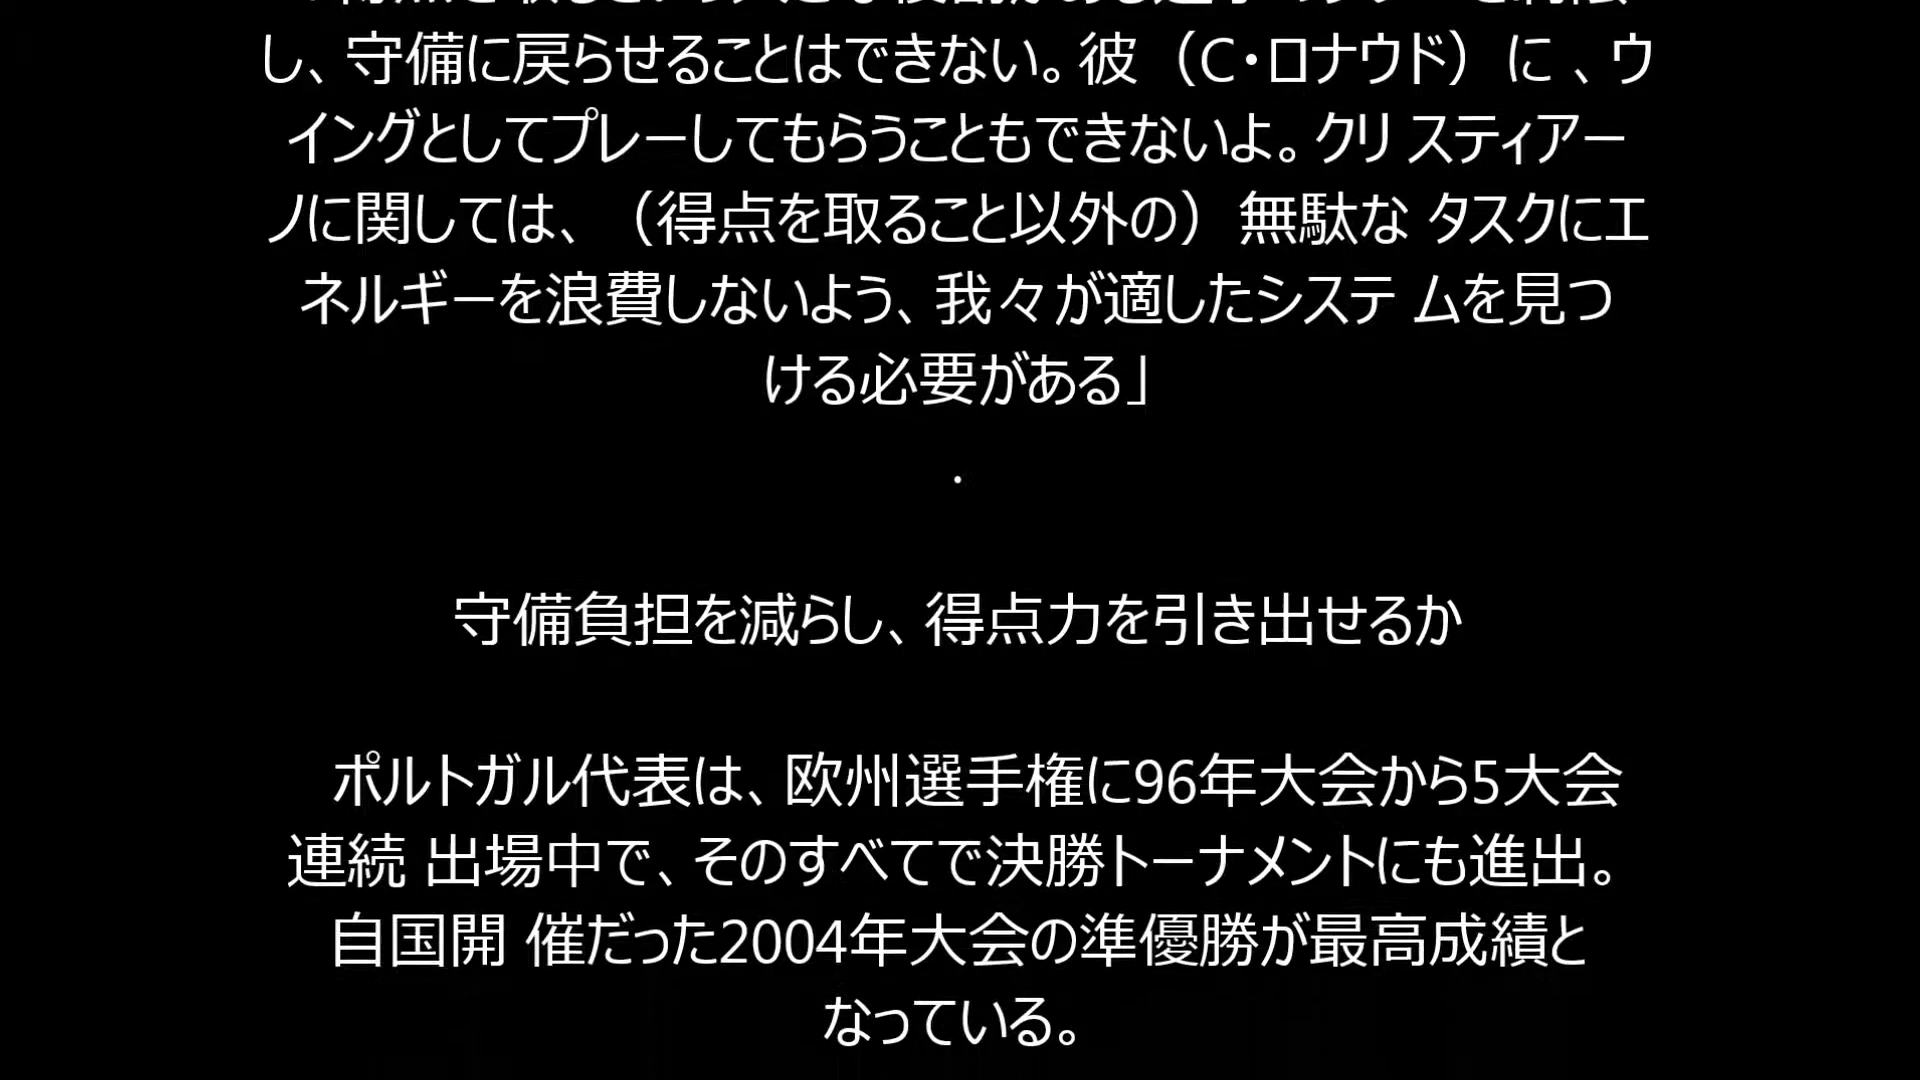 し、守備に戻らせることはできない。彼（C・ロナウド）に 、ウ
イングとしてプレーしてもらうこともできないよ。クリ スティアー
ノに関しては、（得点を取ること以外の）無駄な タスクにエ
ネルギーを浪費しないよう、我々が適したシステ ムを見つ
ける必要がある」
.
守備負担を減らし、得点力を引き出せるか
ポルトガル代表は、欧州選手権に96年大会から5大会
連続 出場中で、そのすべてで決勝トーナメントにも進出。
自国開 催だった2004年大会の準優勝が最高成績と
なっている。